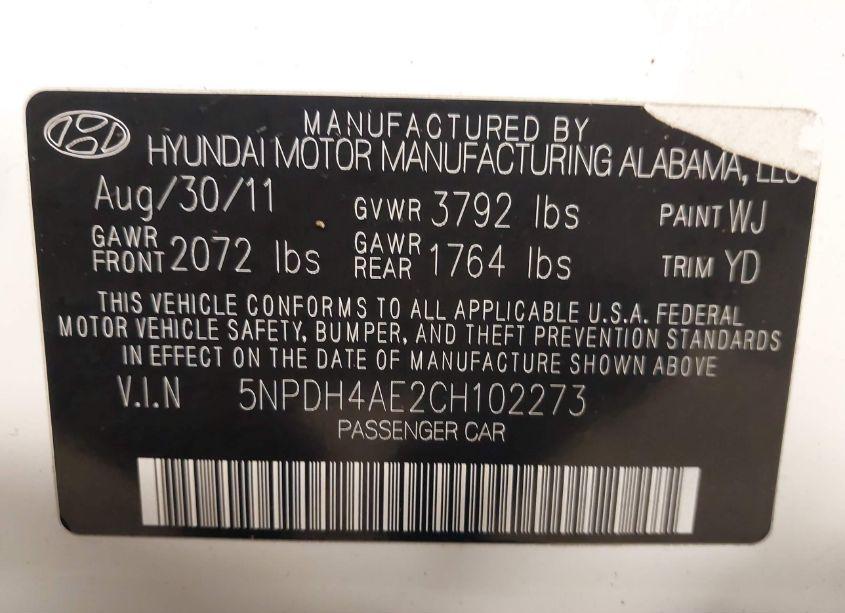 MANUFACTURED BY
HYUNDAI MOTOR MANUFACTURING ALABAMA, LLC
Aug/30/11 GVWR 3792 lbs PAINT WJ
GAWR FRONT 2072 lbs GAWR REAR 1764 lbs TRIM YD
THIS VEHICLE CONFORMS TO ALL APPLICABLE U.S.A. FEDERAL
MOTOR VEHICLE SAFETY, BUMPER, AND THEFT PREVENTION STANDARDS
IN EFFECT ON THE DATE OF MANUFACTURE SHOWN ABOVE
V.I.N 5NPDH4AE2CH102273
PASSENGER CAR